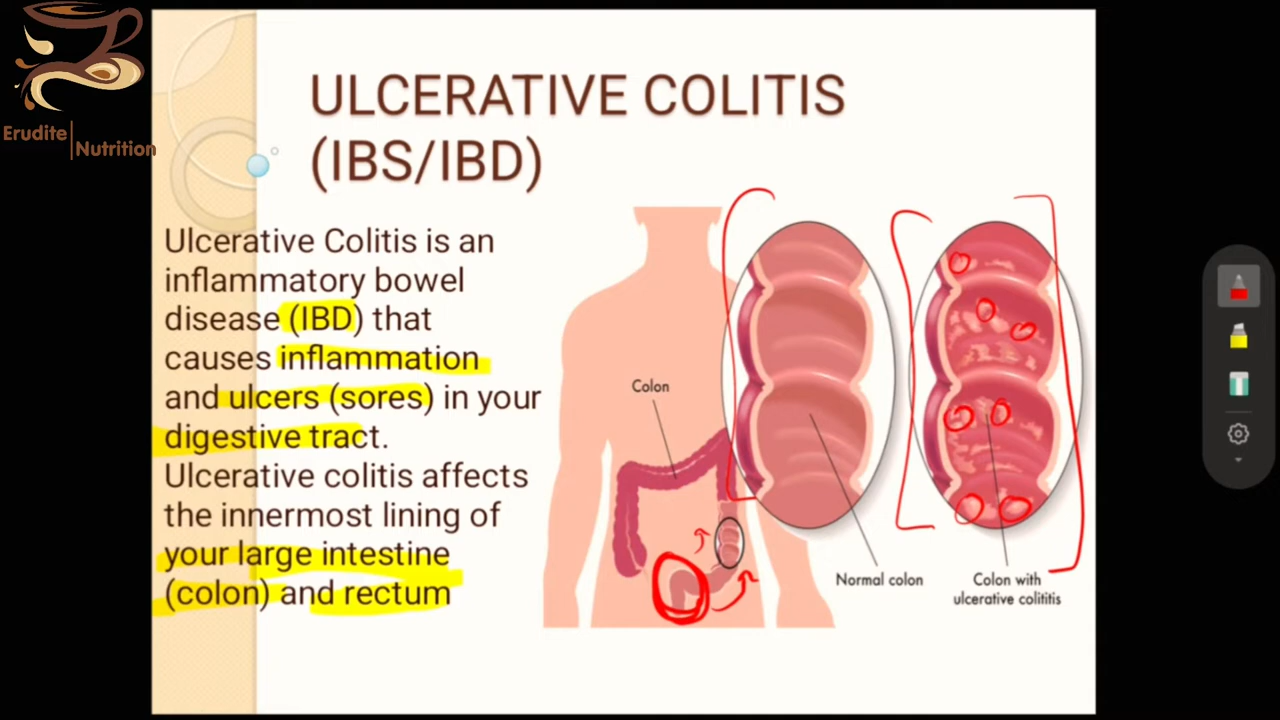 Erudite
Nutrition
ULCERATIVE COLITIS
(IBS/IBD)
Ulcerative Colitis is an
inflammatory bowel
disease (IBD) that
causes inflammation
and ulcers (sores) in your
digestive tract.
Ulcerative colitis affects
the innermost lining of
your large intestine
(colon) and rectum
Colon
Normal colon
Colon with
ulcerative colititis